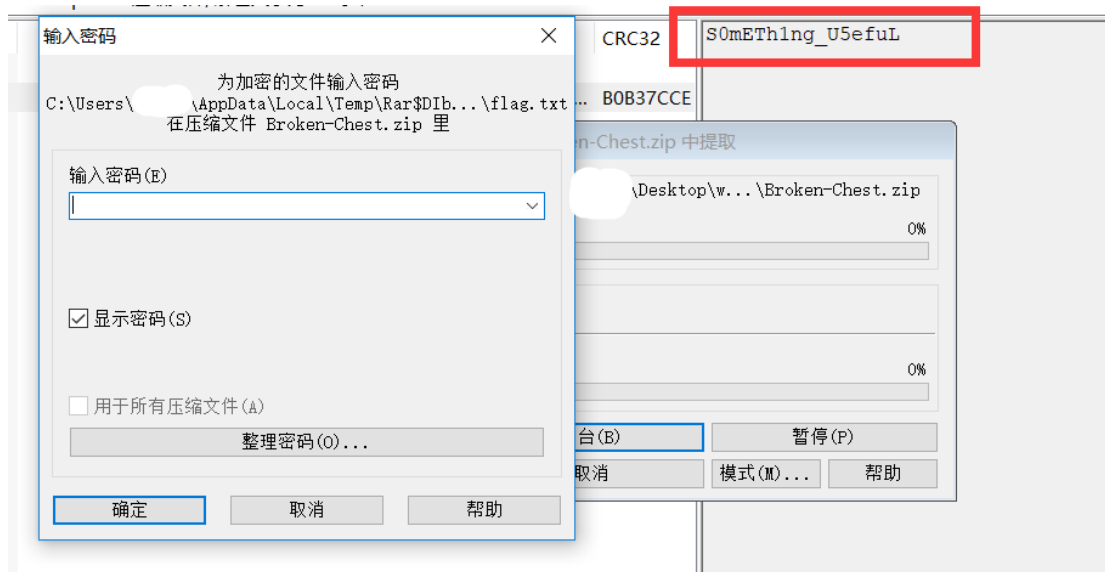 输入密码
为加密的文件输入密码
C:\Users\ \AppData\Local\Temp\Rar$DIb...\flag.txt
在压缩文件 Broken-Chest.zip 里
输入密码(E)
显示密码(S)
用于所有压缩文件(A)
整理密码(O)...
确定
取消
帮助
CRC32
S0mETh1ng_U5efuL
... B0B37CCE
n-Chest.zip 中提取
\Desktop\w...\Broken-Chest.zip
0%
0%
台(B)
暂停(P)
取消
模式(M)...
帮助